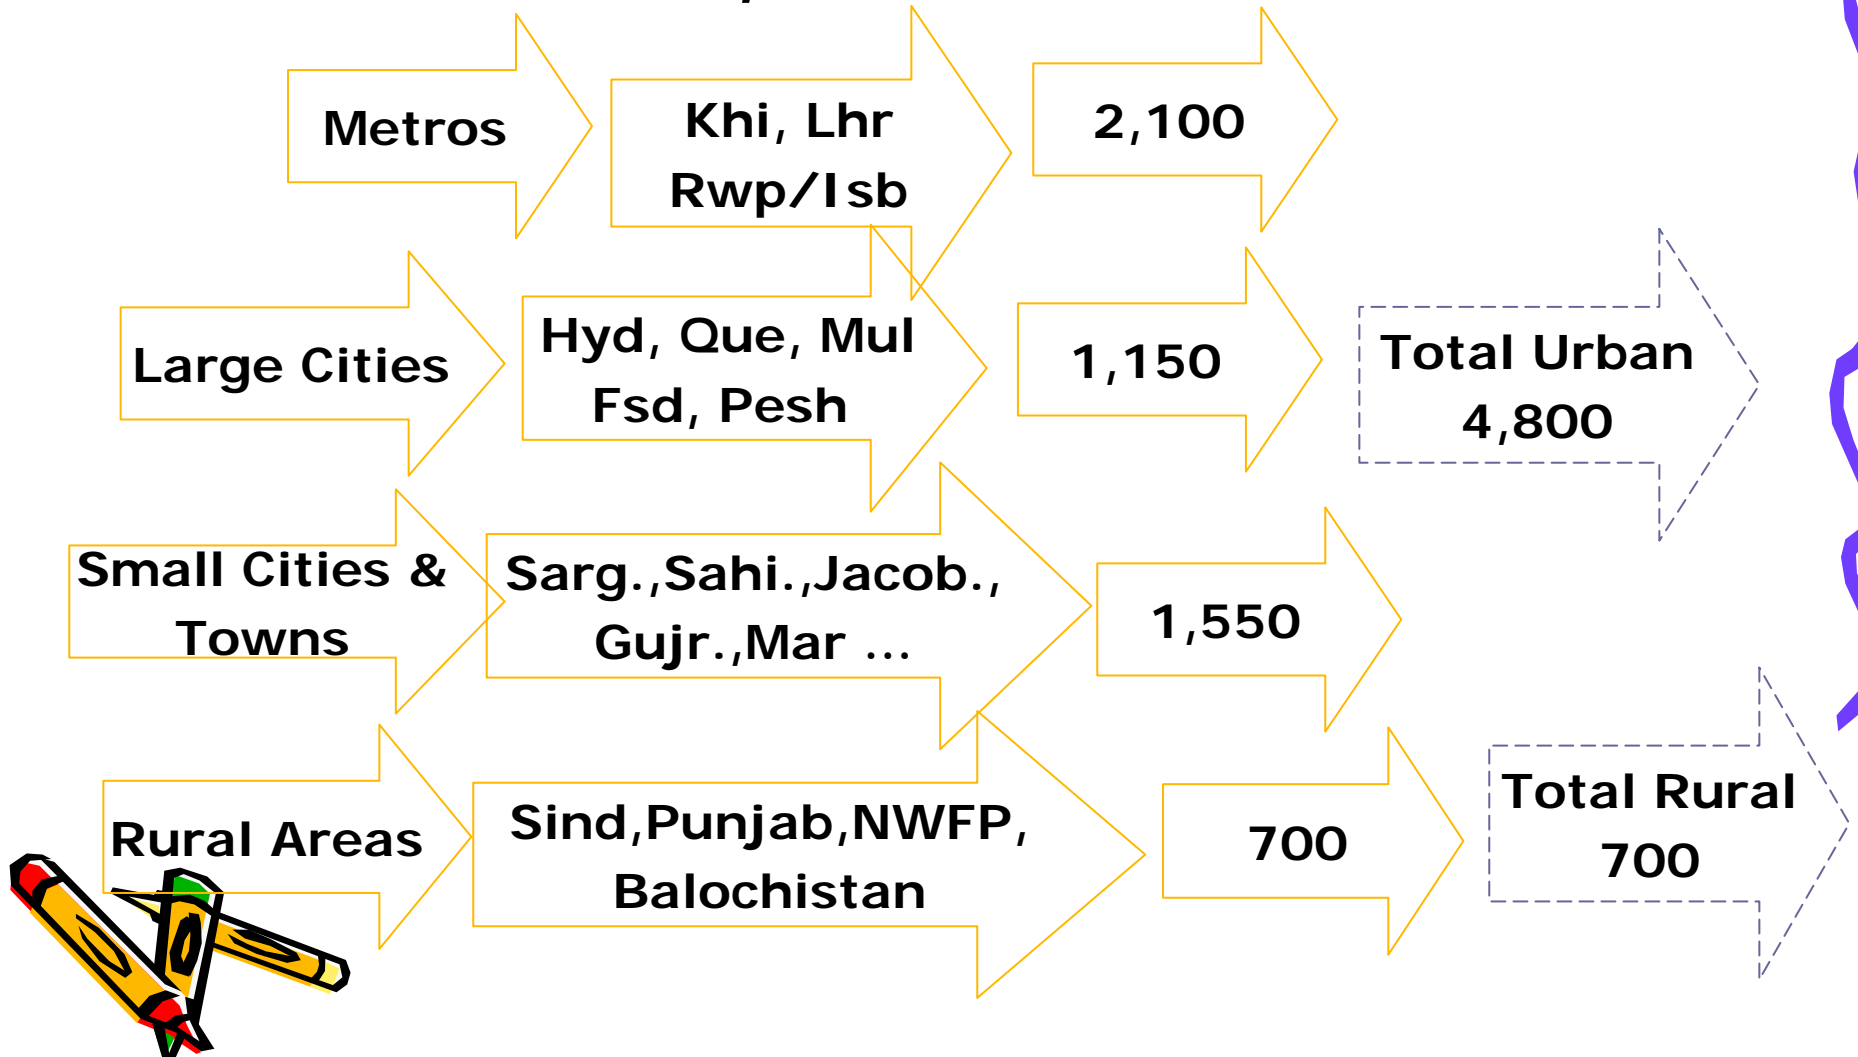 Metros
Khi, Lhr
Rwp/Isb
2,100
Large Cities
Hyd, Que, Mul
Fsd, Pesh
1,150
Total Urban
4,800
Small Cities &
Towns
Sarg.,Sahi.,Jacob.,
Gujr.,Mar ...
1,550
Rural Areas
Sind,Punjab,NWFP,
Balochistan
700
Total Rural
700